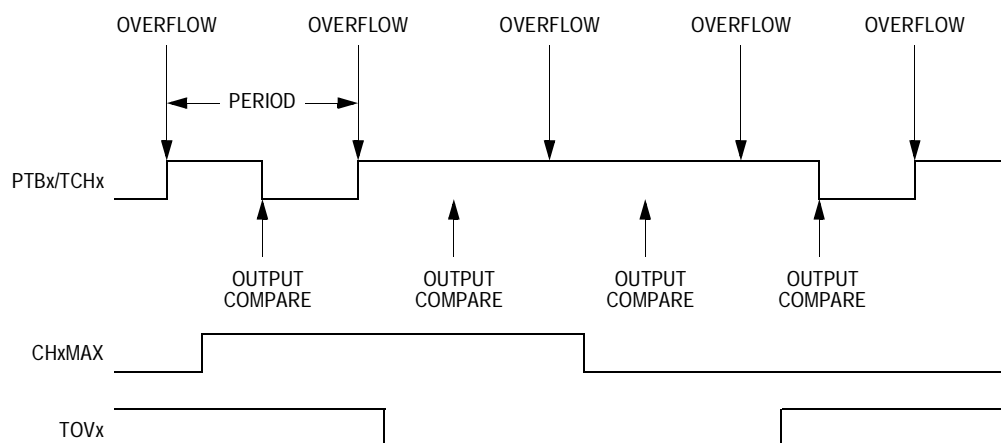 OVERFLOW OVERFLOW OVERFLOW OVERFLOW OVERFLOW
PERIOD
PTBx/TCHx
OUTPUT OUTPUT OUTPUT OUTPUT
COMPARE COMPARE COMPARE COMPARE
CHxMAX
TOVx